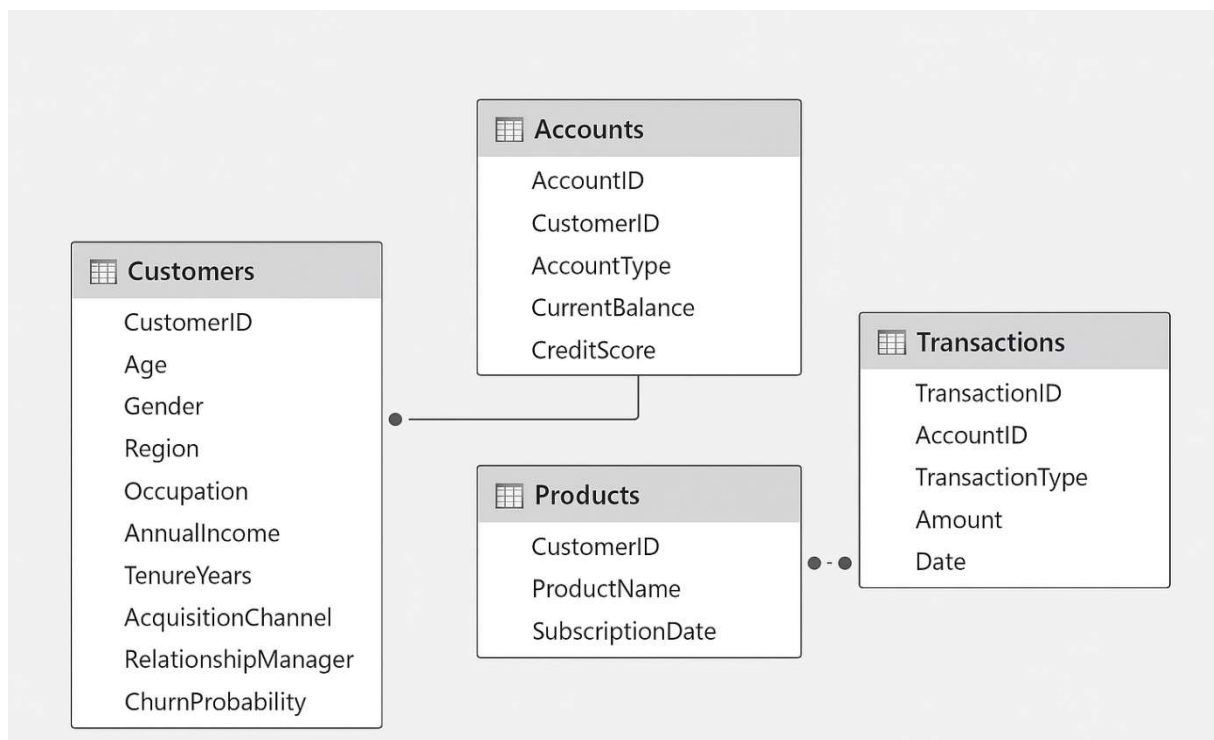 Customers
CustomerID
Age
Gender
Region
Occupation
AnnualIncome
TenureYears
AcquisitionChannel
RelationshipManager
ChurnProbability
Accounts
AccountID
CustomerID
AccountType
CurrentBalance
CreditScore
Products
CustomerID
ProductName
SubscriptionDate
Transactions
TransactionID
AccountID
TransactionType
Amount
Date